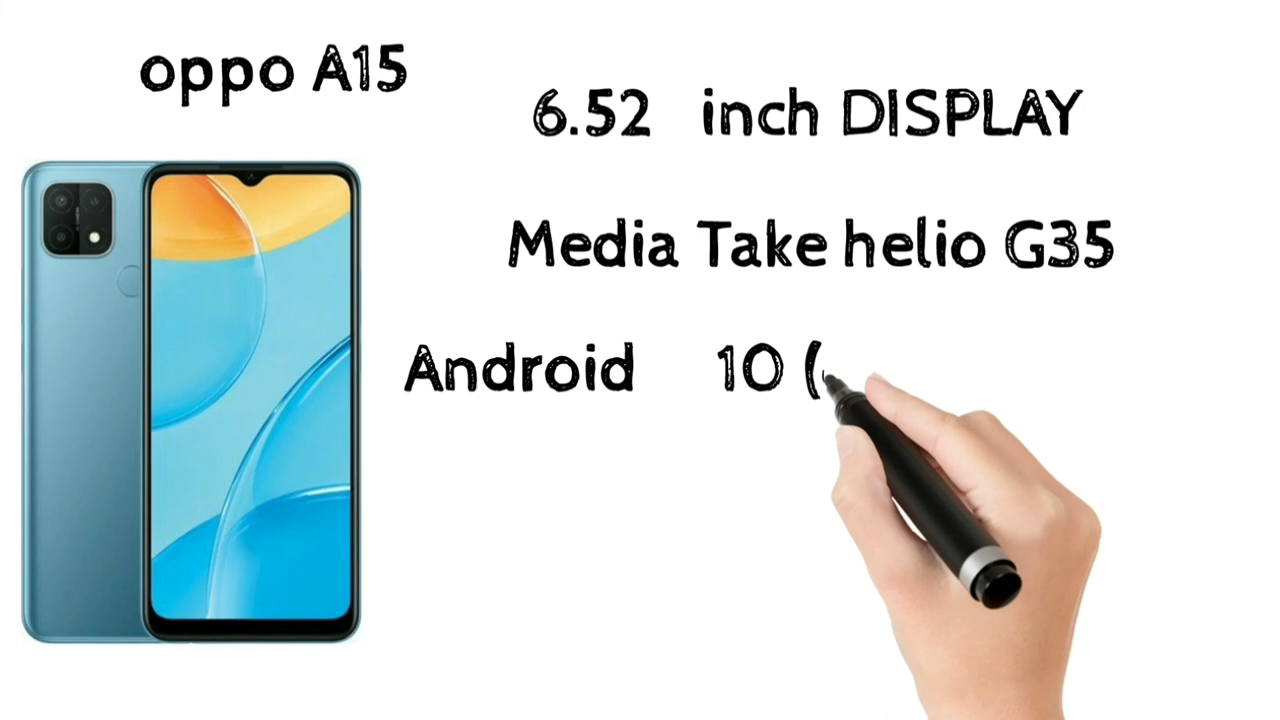 oppo A15
6.52 inch DISPLAY
Media Take helio G35
Android 10 (